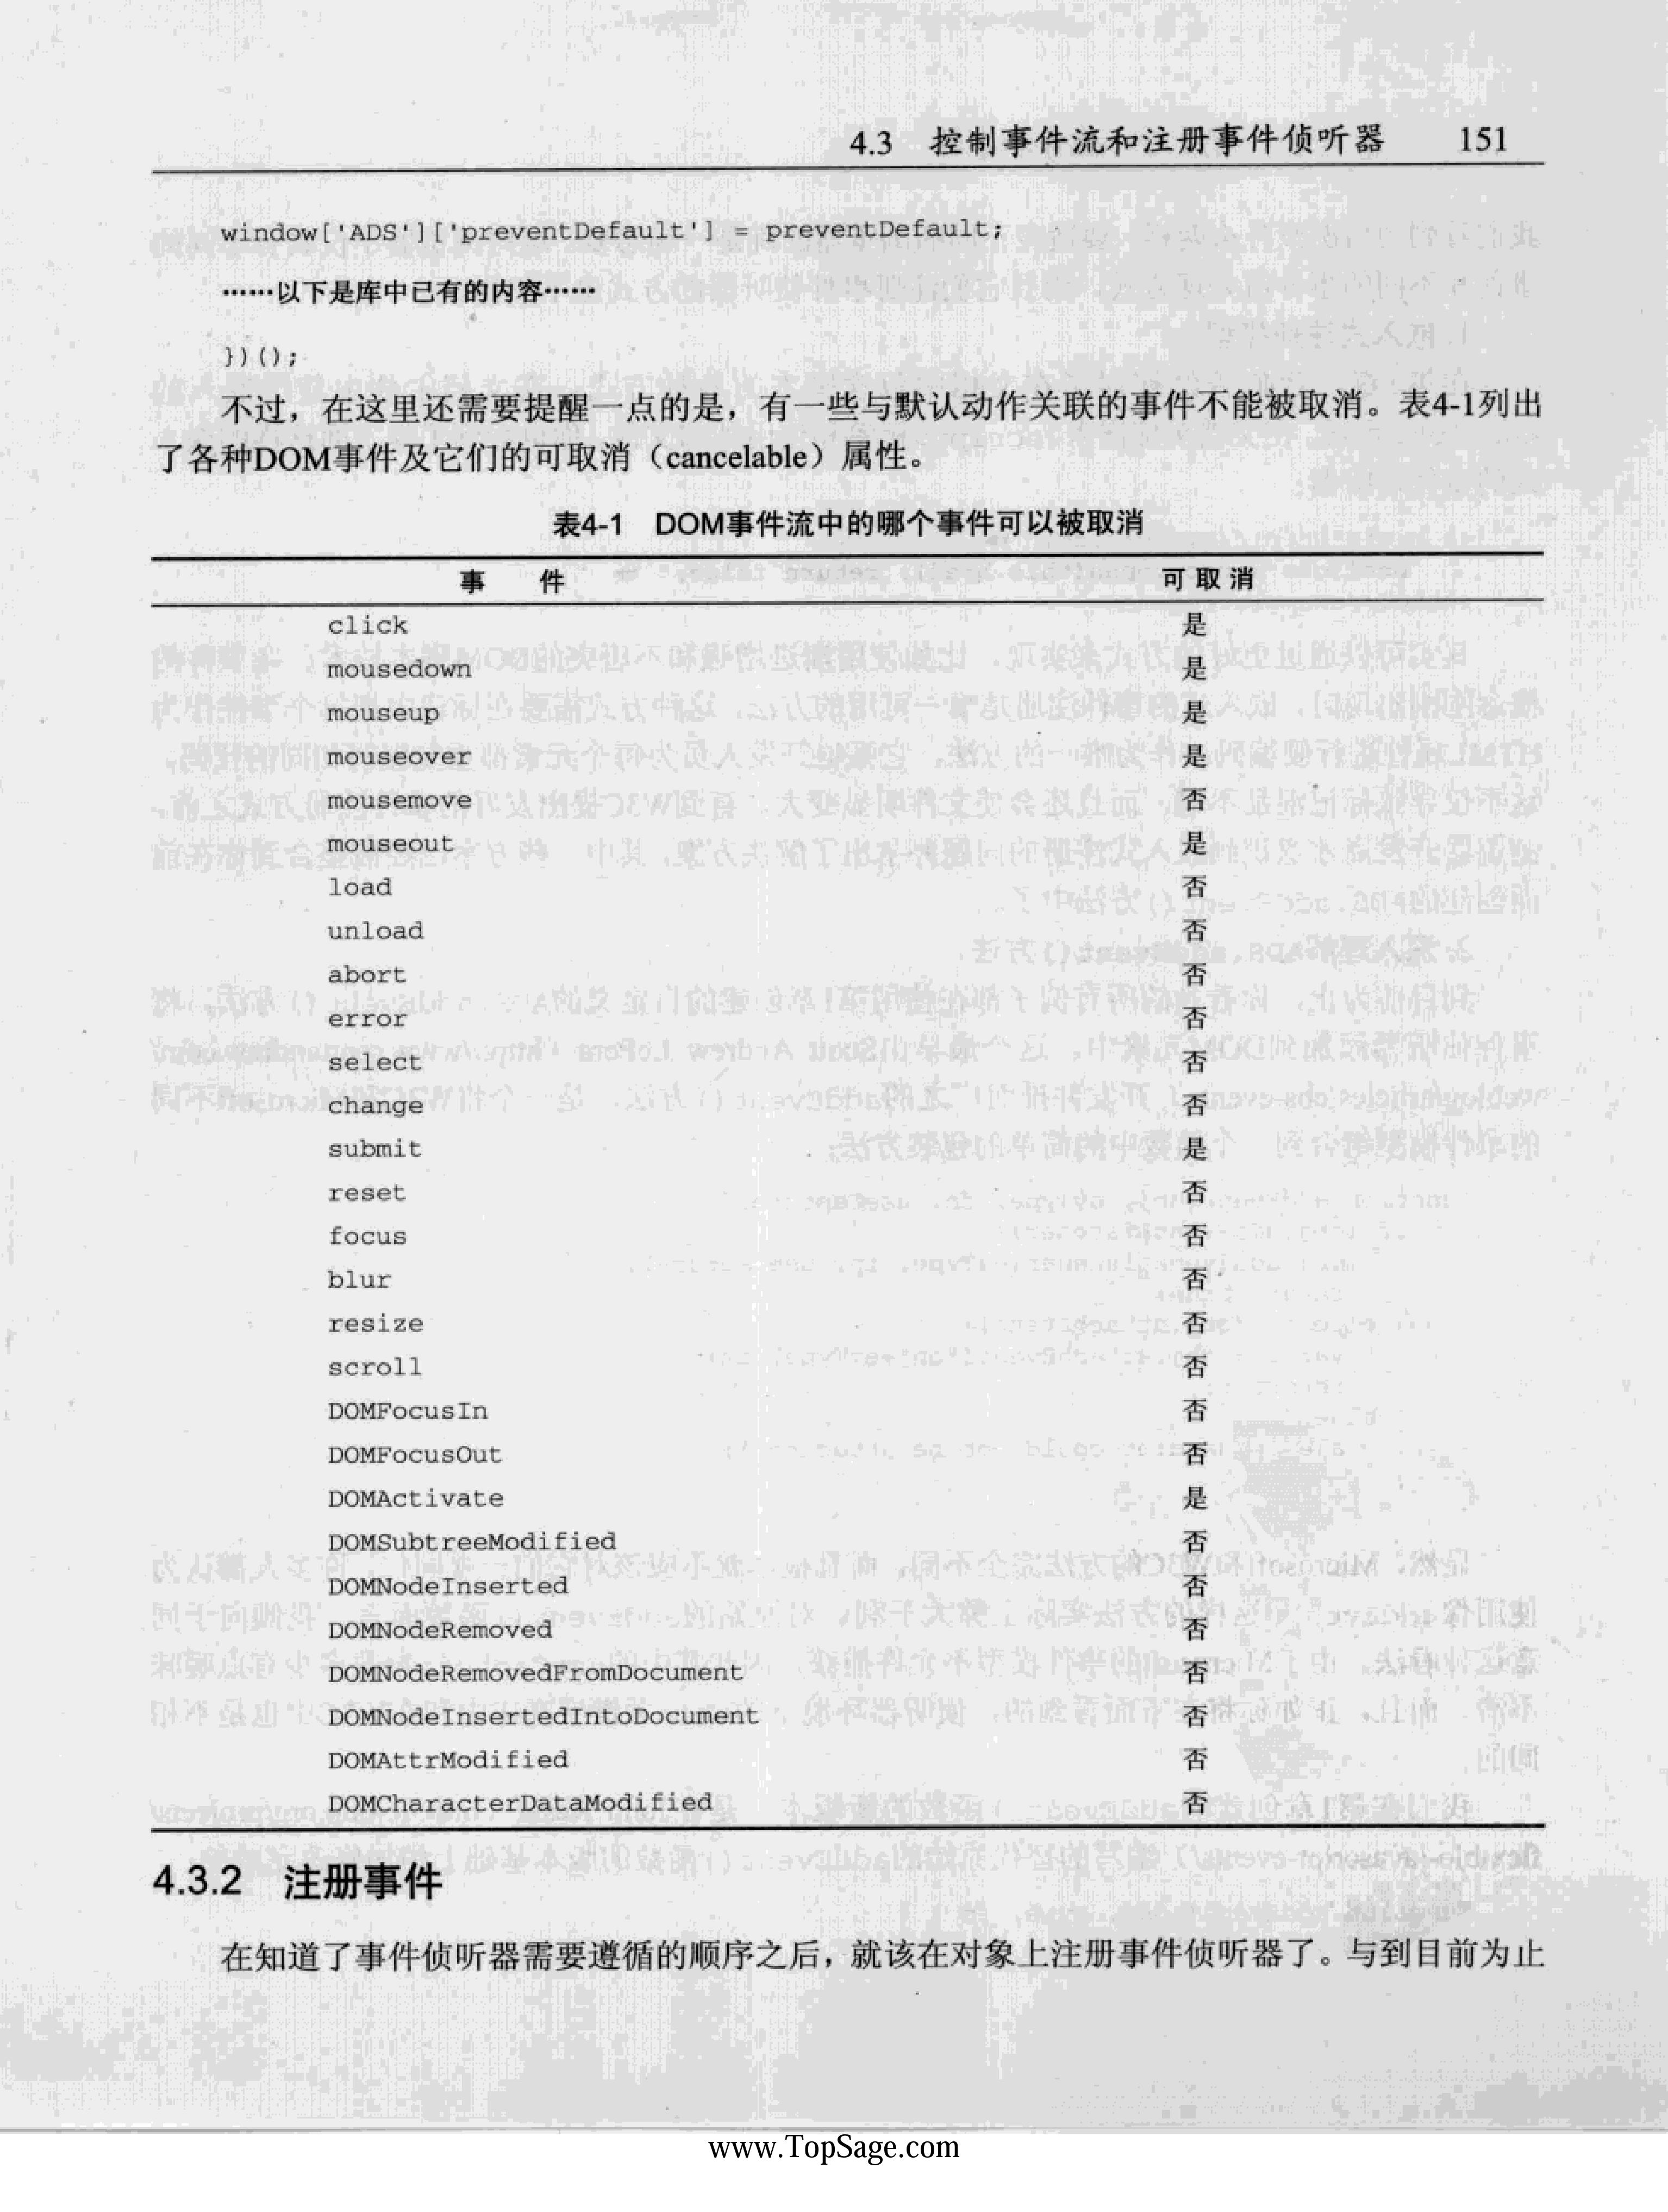 4.3 控制事件流和注册事件侦听器 151
window['ADS']['preventDefault'] = preventDefault;
……以下是库中已有的内容……
})();
不过，在这里还需要提醒一点的是，有一些与默认动作关联的事件不能被取消。表4-1列出
了各种DOM事件及它们的可取消（cancelable）属性。
表4-1 DOM事件流中的哪个事件可以被取消
事 件 可取消
click 是
mousedown 是
mouseup 是
mouseover 是
mousemove 否
mouseout 是
load 否
unload 否
abort 否
error 否
select 否
change 否
submit 是
reset 否
focus 否
blur 否
resize 否
scroll 否
DOMFocusIn 否
DOMFocusOut 否
DOMActivate 是
DOMSubtreeModified 否
DOMNodeInserted 否
DOMNodeRemoved 否
DOMNodeRemovedFromDocument 否
DOMNodeInsertedIntoDocument 否
DOMAttrModified 否
DOMCharacterDataModified 否
4.3.2 注册事件
在知道了事件侦听器需要遵循的顺序之后，就该在对象上注册事件侦听器了。与到目前为止
www.TopSage.com